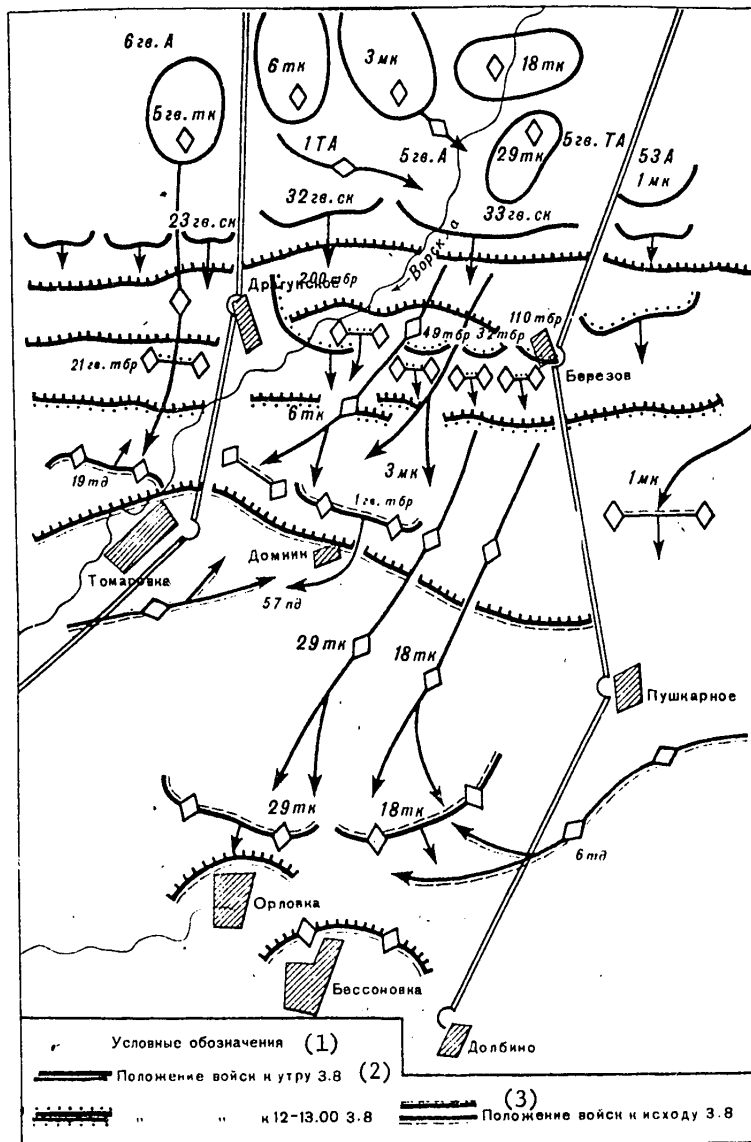 6 гв. А
6 тк
3 мк
18 тк
5 гв. тк
1 ТА
5 гв. А
29 тк
5 гв. ТА
53А
1 мк
23 гв. ск
32 гв. ск
33 гв. ск
Ворск-а
200 тбр
Драгунское
49 тбр
32 тбр
110 тбр
21 гв. тбр
Березов
6 тк
19 тд
3 мк
1 мк
1 гв. тбр
Домнин
Томаровка
57 пд
29 тк
18 тк
Пушкарное
29 тк
18 тк
6 тд
Орловка
Бессоновка
Долбино
Условные обозначения (1)
Положение войск к утру 3.8 (2)
" " к 12-13.00 3.8
(3)
Положение войск к исходу 3.8